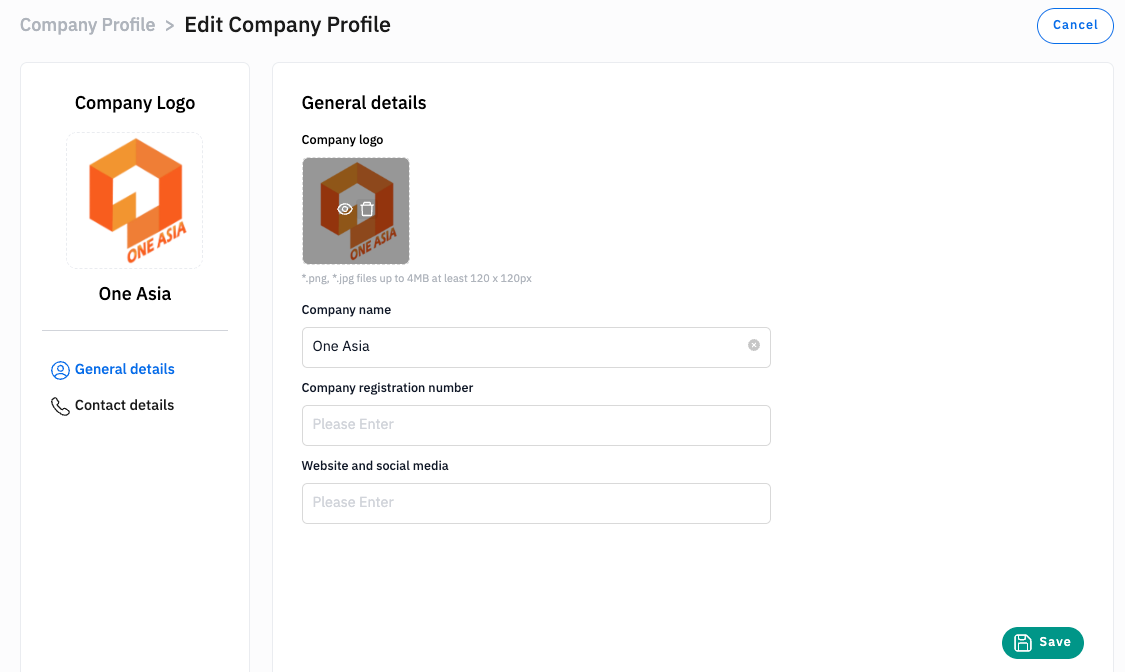 Company Profile > Edit Company Profile
Cancel
Company Logo
ONE ASIA
One Asia
General details
Contact details
General details
Company logo
ONE ASIA
*.png, *.jpg files up to 4MB at least 120 x 120px
Company name
One Asia
Company registration number
Please Enter
Website and social media
Please Enter
Save